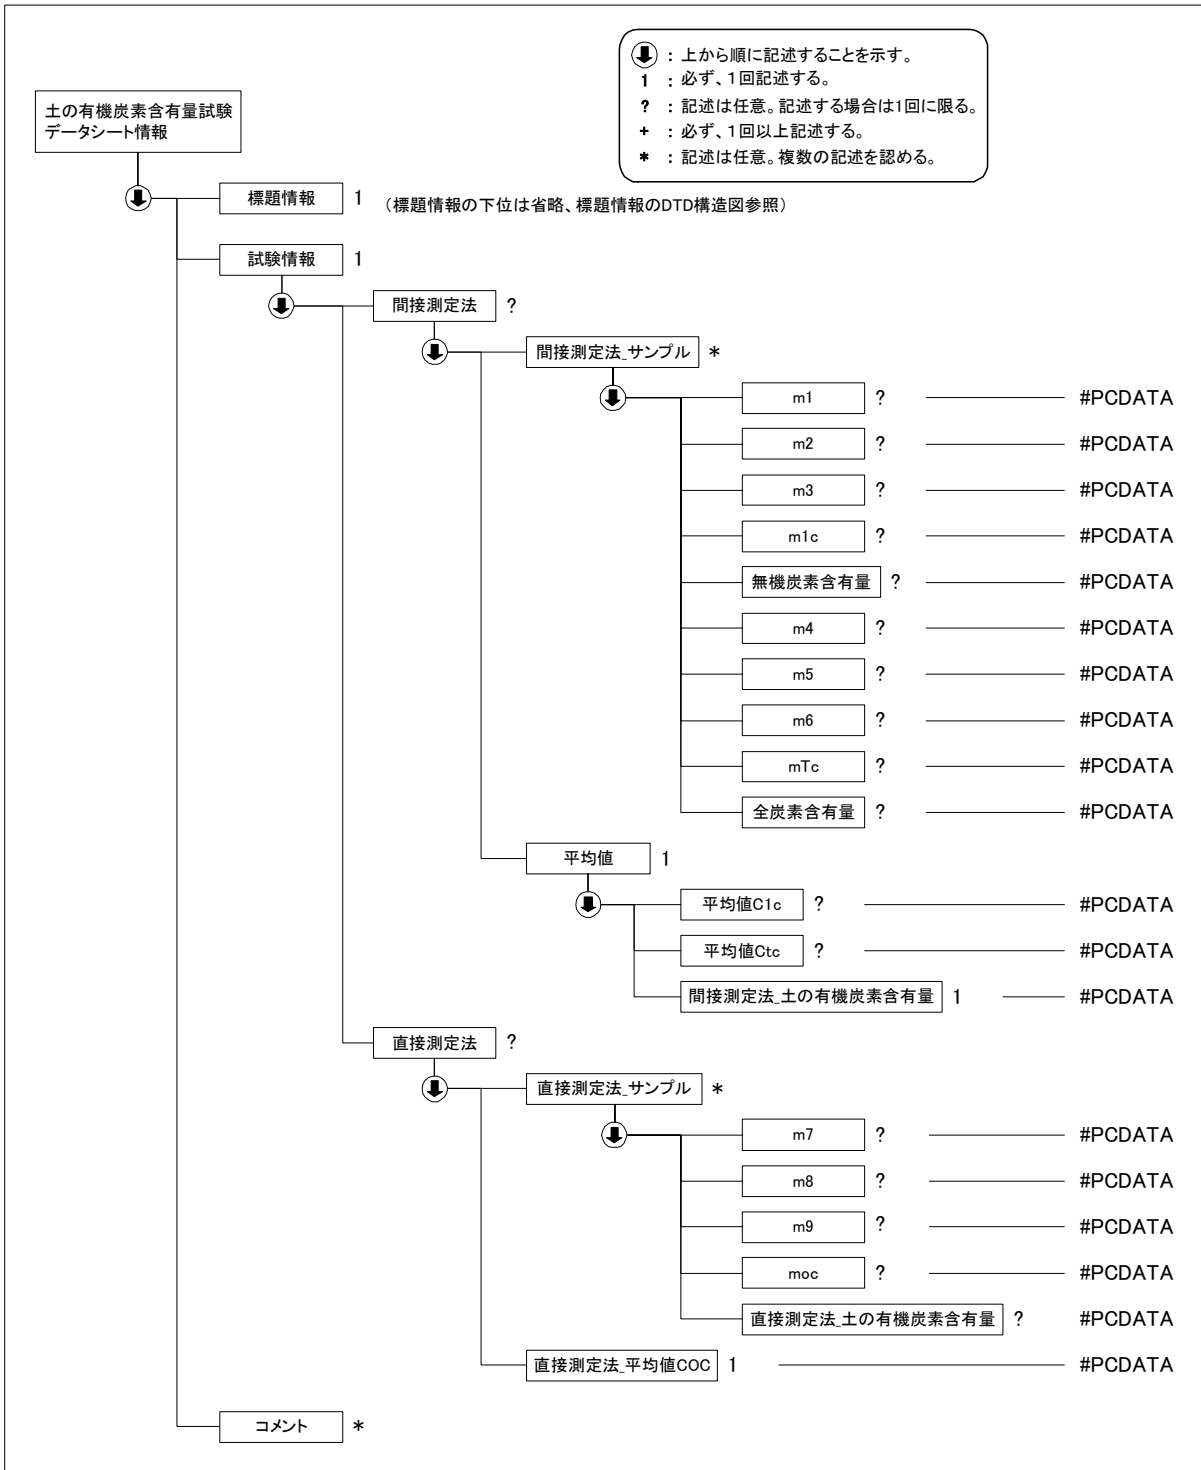 ：上から順に記述することを示す。
1 ：必ず、1回記述する。
? ：記述は任意。記述する場合は1回に限る。
+ ：必ず、1回以上記述する。
* ：記述は任意。複数の記述を認める。
土の有機炭素含有量試験
データシート情報
標題情報 1 （標題情報の下位は省略、標題情報のDTD構造図参照）
試験情報 1
間接測定法 ?
間接測定法_サンプル *
m1 ? #PCDATA
m2 ? #PCDATA
m3 ? #PCDATA
m1c ? #PCDATA
無機炭素含有量 ? #PCDATA
m4 ? #PCDATA
m5 ? #PCDATA
m6 ? #PCDATA
mTc ? #PCDATA
全炭素含有量 ? #PCDATA
平均値 1
平均値C1c ? #PCDATA
平均値Ctc ? #PCDATA
間接測定法_土の有機炭素含有量 1 #PCDATA
直接測定法 ?
直接測定法_サンプル *
m7 ? #PCDATA
m8 ? #PCDATA
m9 ? #PCDATA
moc ? #PCDATA
直接測定法_土の有機炭素含有量 ? #PCDATA
直接測定法_平均値COC 1 #PCDATA
コメント *